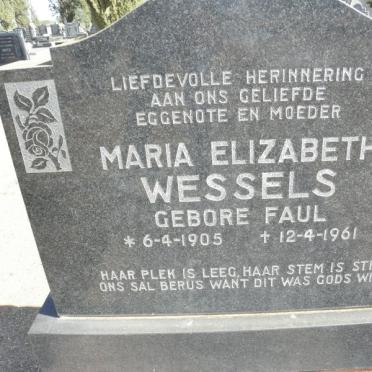 LIEFDEVOLLE HERINNERING
AAN ONS GELIEFDE
EGGENOTE EN MOEDER
MARIA ELIZABETH
WESSELS
GEBORE FAUL
* 6-4-1905 † 12-4-1961
HAAR PLEK IS LEEG, HAAR STEM IS
ONS SAL BERUS WANT DIT WAS GODS